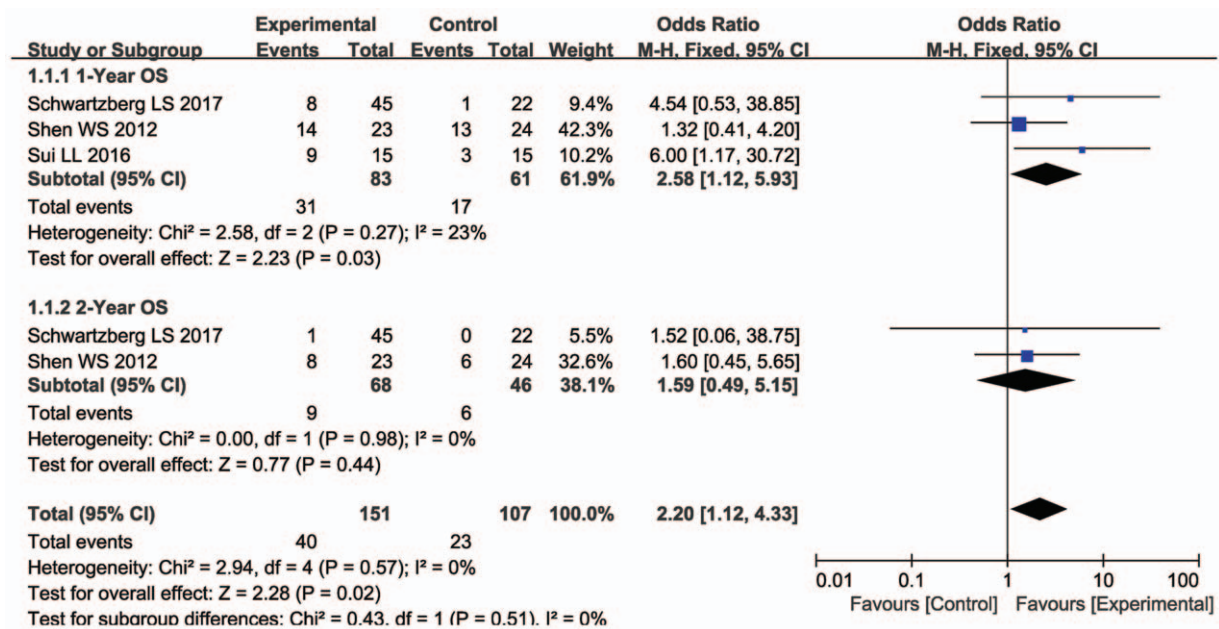 Experimental Control Odds Ratio Odds Ratio
Study or Subgroup Events Total Events Total Weight M-H, Fixed, 95% CI M-H, Fixed, 95% CI
1.1.1 1-Year OS
Schwartzberg LS 2017 8 45 1 22 9.4% 4.54 [0.53, 38.85]
Shen WS 2012 14 23 13 24 42.3% 1.32 [0.41, 4.20]
Sui LL 2016 9 15 3 15 10.2% 6.00 [1.17, 30.72]
Subtotal (95% CI) 83 61 61.9% 2.58 [1.12, 5.93]
Total events 31 17
Heterogeneity: Chi² = 2.58, df = 2 (P = 0.27); I² = 23%
Test for overall effect: Z = 2.23 (P = 0.03)
1.1.2 2-Year OS
Schwartzberg LS 2017 1 45 0 22 5.5% 1.52 [0.06, 38.75]
Shen WS 2012 8 23 6 24 32.6% 1.60 [0.45, 5.65]
Subtotal (95% CI) 68 46 38.1% 1.59 [0.49, 5.15]
Total events 9 6
Heterogeneity: Chi² = 0.00, df = 1 (P = 0.98); I² = 0%
Test for overall effect: Z = 0.77 (P = 0.44)
Total (95% CI) 151 107 100.0% 2.20 [1.12, 4.33]
Total events 40 23
Heterogeneity: Chi² = 2.94, df = 4 (P = 0.57); I² = 0%
Test for overall effect: Z = 2.28 (P = 0.02)
Test for subgroup differences: Chi² = 0.43, df = 1 (P = 0.51), I² = 0%
0.01 0.1 1 10 100
Favours [Control] Favours [Experimental]